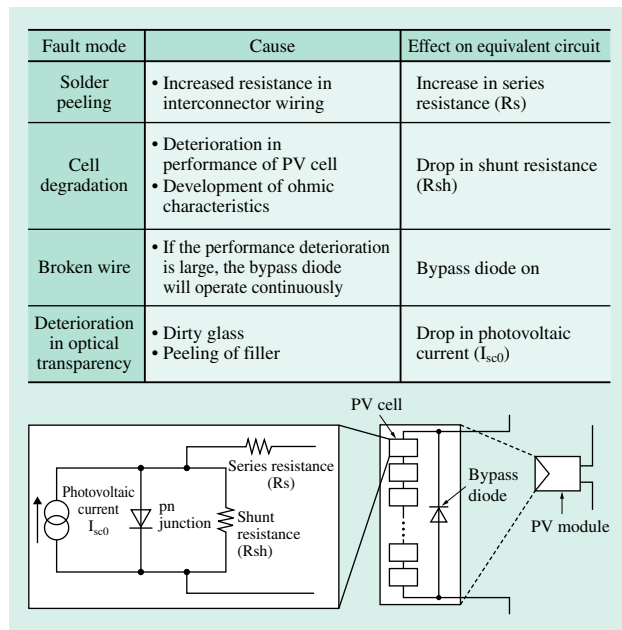 Fault mode
Cause
Effect on equivalent circuit
Solder
peeling
• Increased resistance in
interconnector wiring
Increase in series
resistance (Rs)
Cell
degradation
• Deterioration in
performance of PV cell
• Development of ohmic
characteristics
Drop in shunt resistance
(Rsh)
Broken wire
• If the performance deterioration
is large, the bypass diode
will operate continuously
Bypass diode on
Deterioration
in optical
transparency
• Dirty glass
• Peeling of filler
Drop in photovoltaic
current (Isc0)
PV cell
Series resistance
(Rs)
Photovoltaic
current
Isc0
pn
junction
Shunt
resistance
(Rsh)
Bypass
diode
PV module